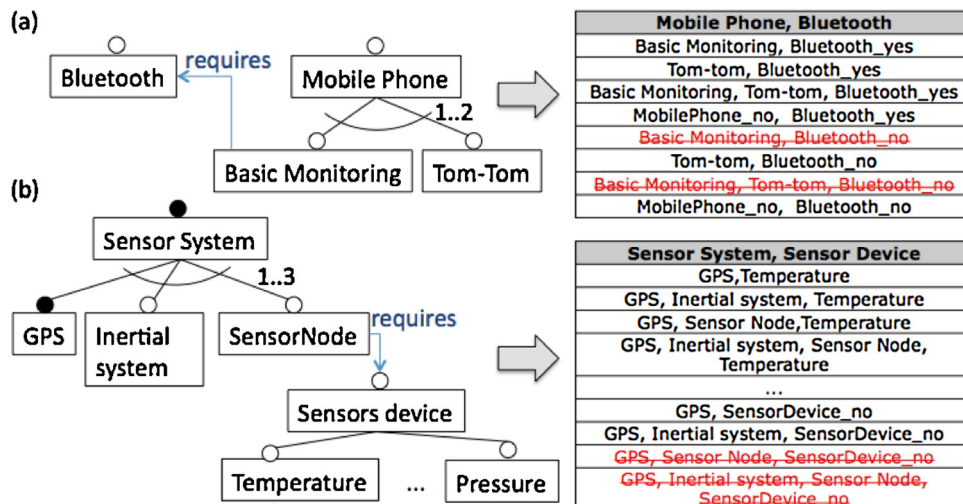 (a)
Bluetooth
requires
Mobile Phone
1..2
Basic Monitoring
Tom-Tom
Mobile Phone, Bluetooth
Basic Monitoring, Bluetooth_yes
Tom-tom, Bluetooth_yes
Basic Monitoring, Tom-tom, Bluetooth_yes
MobilePhone_no, Bluetooth_yes
Basic Monitoring, Bluetooth_no
Tom-tom, Bluetooth_no
Basic Monitoring, Tom-tom, Bluetooth_no
MobilePhone_no, Bluetooth_no
(b)
Sensor System
1..3
GPS
Inertial
system
SensorNode
requires
Sensors device
Temperature
...
Pressure
Sensor System, Sensor Device
GPS,Temperature
GPS, Inertial system, Temperature
GPS, Sensor Node,Temperature
GPS, Inertial system, Sensor Node,
Temperature
...
GPS, SensorDevice_no
GPS, Inertial system, SensorDevice_no
GPS, Sensor Node, SensorDevice_no
GPS, Inertial system, Sensor Node,
SensorDevice_no